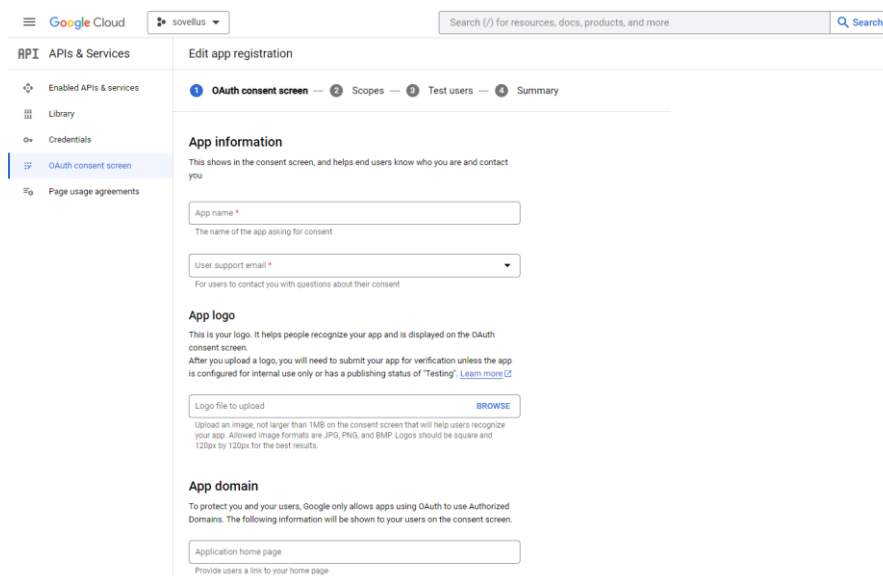 Google Cloud
sovellus
Search (/) for resources, docs, products, and more
Search
API APIs & Services
Edit app registration
Enabled APIs & services
Library
Credentials
OAuth consent screen
Page usage agreements
1 OAuth consent screen — 2 Scopes — 3 Test users — 4 Summary
App information
This shows in the consent screen, and helps end users know who you are and contact
you
App name *
The name of the app asking for consent
User support email *
For users to contact you with questions about their consent
App logo
This is your logo. It helps people recognize your app and is displayed on the OAuth
consent screen.
After you upload a logo, you will need to submit your app for verification unless the app
is configured for internal use only or has a publishing status of "Testing". Learn more
Logo file to upload BROWSE
Upload an image, not larger than 1MB on the consent screen that will help users recognize
your app. Allowed image formats are JPG, PNG, and BMP. Logos should be square and
120px by 120px for the best results.
App domain
To protect you and your users, Google only allows apps using OAuth to use Authorized
Domains. The following information will be shown to your users on the consent screen.
Application home page
Provide users a link to your home page